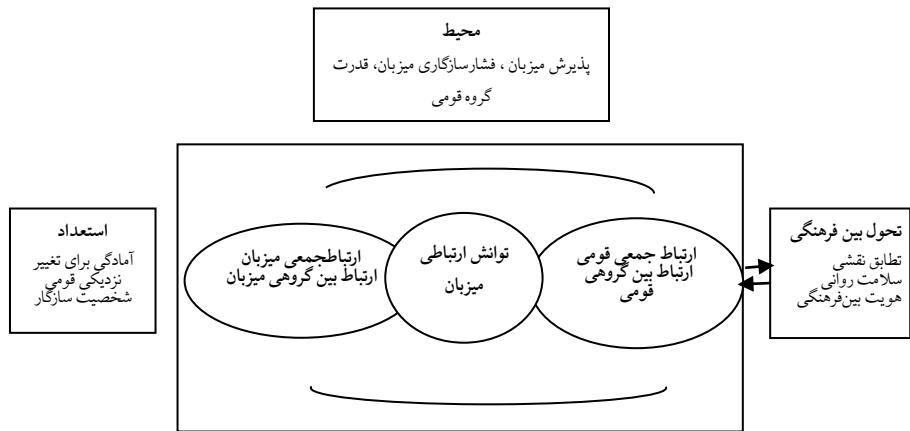 محیط
پذیرش میزبان ، فشارسازگاری میزبان، قدرت
گروه قومی
تحول بین فرهنگی
تطابق نقشی
سلامت روانی
هویت بین‌فرهنگی
ارتباط جمعی قومی
ارتباط بین گروهی
قومی
توانش ارتباطی
میزبان
ارتباطجمعی میزبان
ارتباط بین گروهی میزبان
استعداد
آمادگی برای تغییر
نزدیکی قومی
شخصیت سازگار